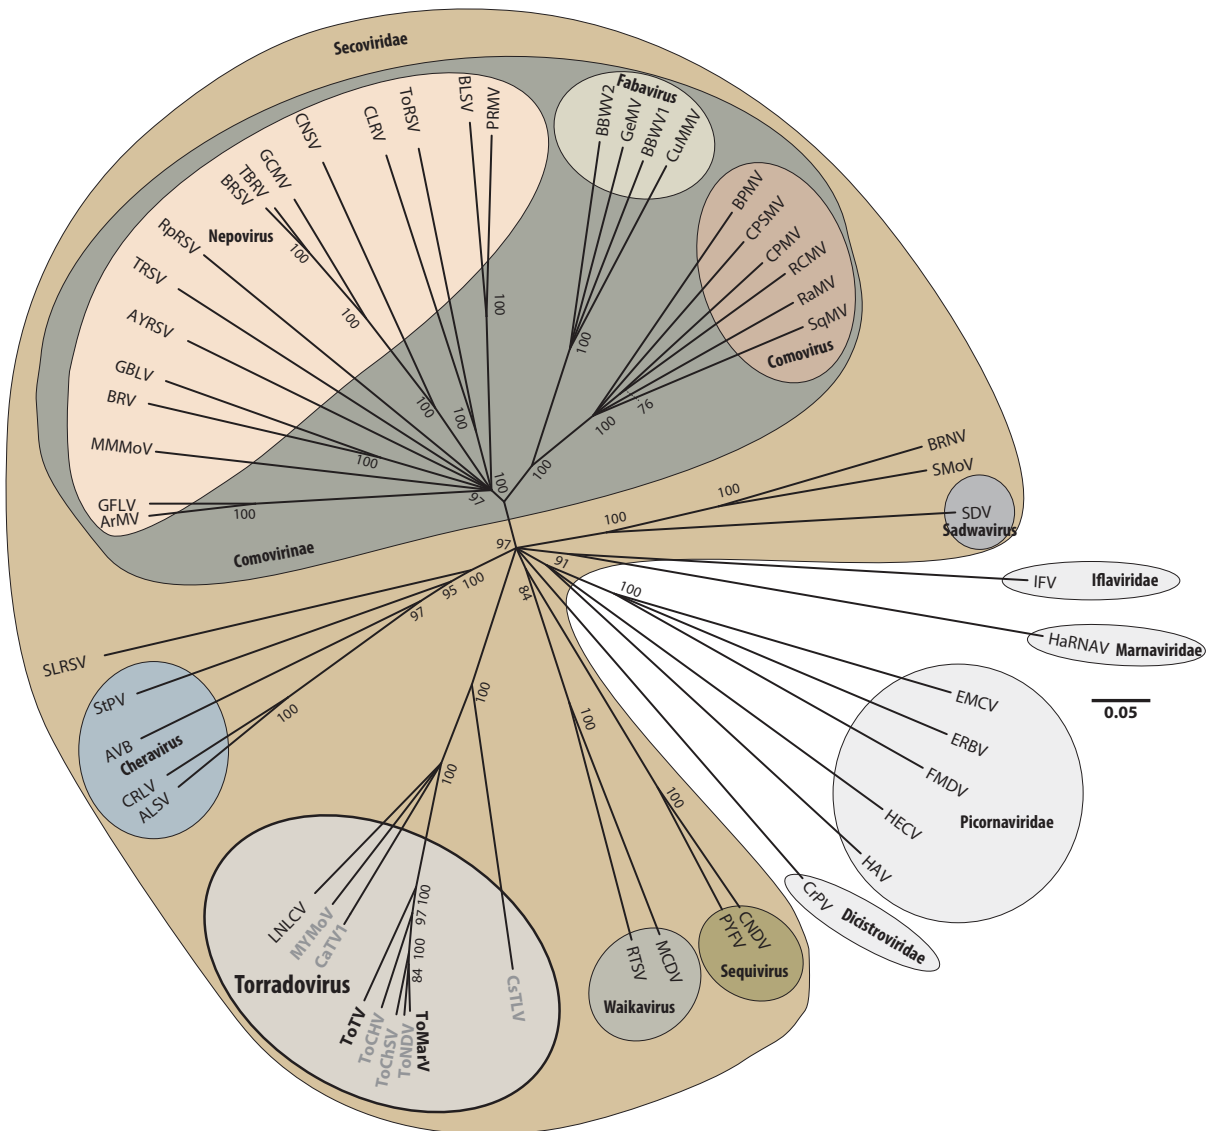 Secoviridae
Fabavirus
BBWV2
GeMV
BBWV1
CuMMV
BLSV
PRMV
ToRSV
CLRV
CNSV
GCMV
TBRV
BRSV
Nepovirus
RpRSV
TRSV
AYRSV
GBLV
BRV
MMMoV
GFLV
ArMV
100
100
100
100
100
100
100
97
100
Comovirinae
BPMV
CPSMV
CPMV
RCMV
RaMV
SqMV
Comovirus
100
76
100
100
BRNV
SMoV
SDV
Sadwavirus
100
100
97
91
84
100
IFV
Iflaviridae
HaRNAV
Marnaviridae
0.05
EMCV
ERBV
FMDV
HECV
HAV
Picornaviridae
CrPV
Dicistroviridae
SLRSV
StPV
AVB
Cheravirus
CRLV
ALSV
100
95
97
100
100
100
100
100
LNLCV
MYMoV
CaTV1
Torradovirus
100
97
100
84
ToTV
ToCHV
ToChSV
ToNDV
ToMarV
CsTLV
RTSV
MCDV
Waikavirus
PYFV
CNDV
Sequivirus